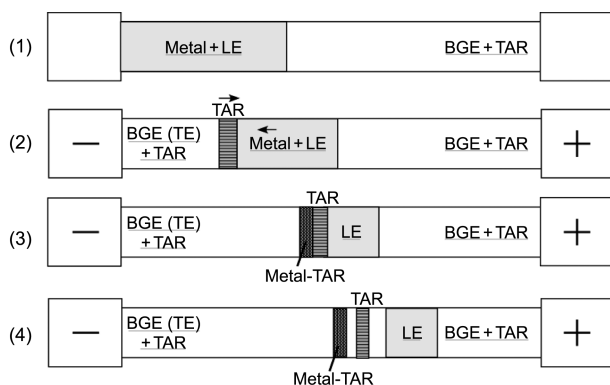 (1)
Metal + LE
BGE + TAR
TAR
(2)
−
BGE (TE)
+ TAR
Metal + LE
BGE + TAR
+
TAR
(3)
−
BGE (TE)
+ TAR
LE
BGE + TAR
+
Metal-TAR
TAR
(4)
−
BGE (TE)
+ TAR
LE
BGE + TAR
+
Metal-TAR